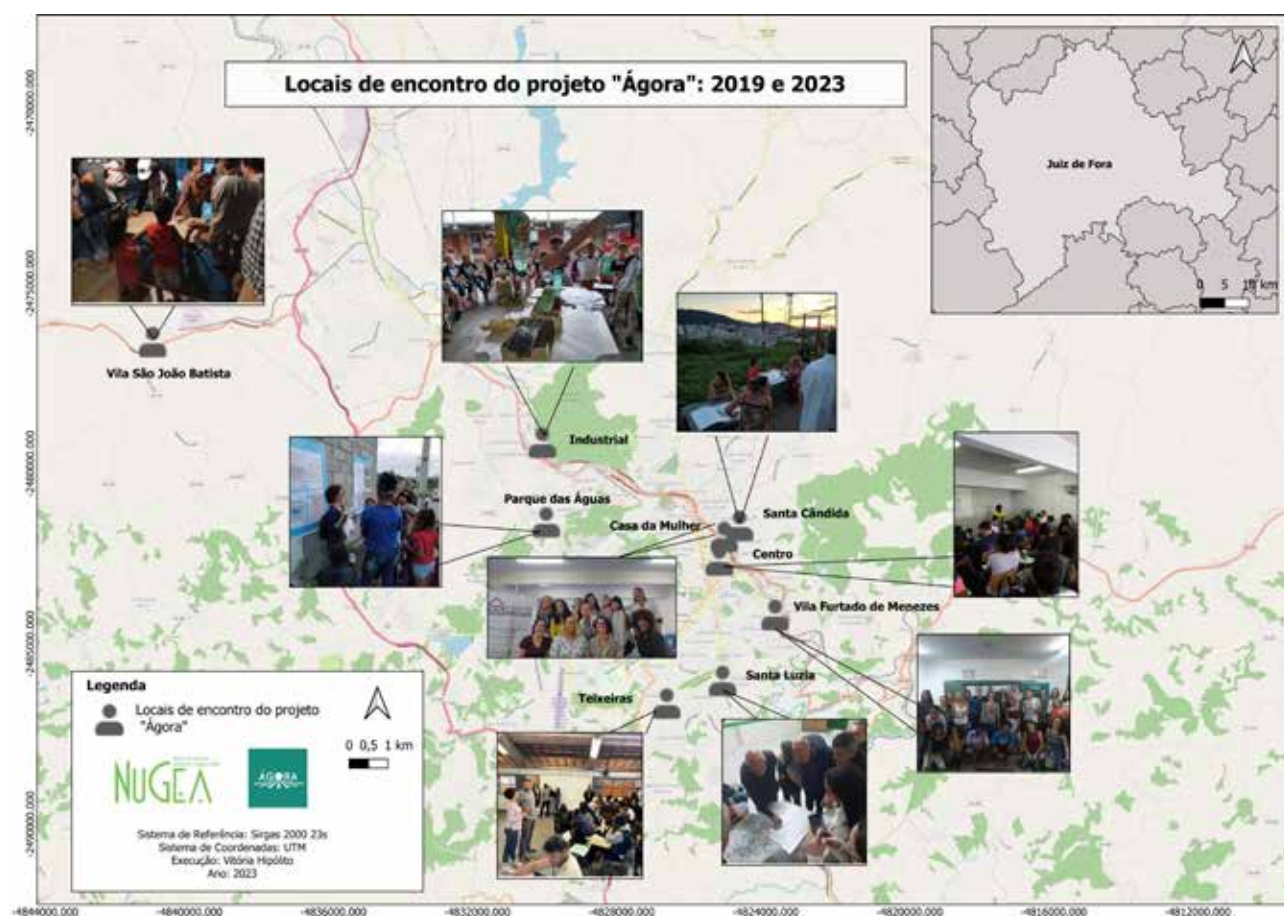 Locais de encontro do projeto "Ágora": 2019 e 2023
Juiz de Fora
0 5 10 km
Vila São João Batista
Industrial
Parque das Águas
Casa da Mulher
Santa Cândida
Centro
Vila Furtado de Menezes
Santa Luzia
Teixeiras
Legenda
Locais de encontro do projeto
"Ágora"
0 0,5 1 km
NUGEA
ÁGORA
Sistema de Referência: Sirgas 2000 23s
Sistema de Coordenadas: UTM
Execução: Vitória Hipólito
Ano: 2023
-2470000.000
-2475000.000
-2480000.000
-2485000.000
-2490000.000
-4844000.000
-4840000.000
-4836000.000
-4832000.000
-4828000.000
-4824000.000
-4820000.000
-4816000.000
-4812000.000